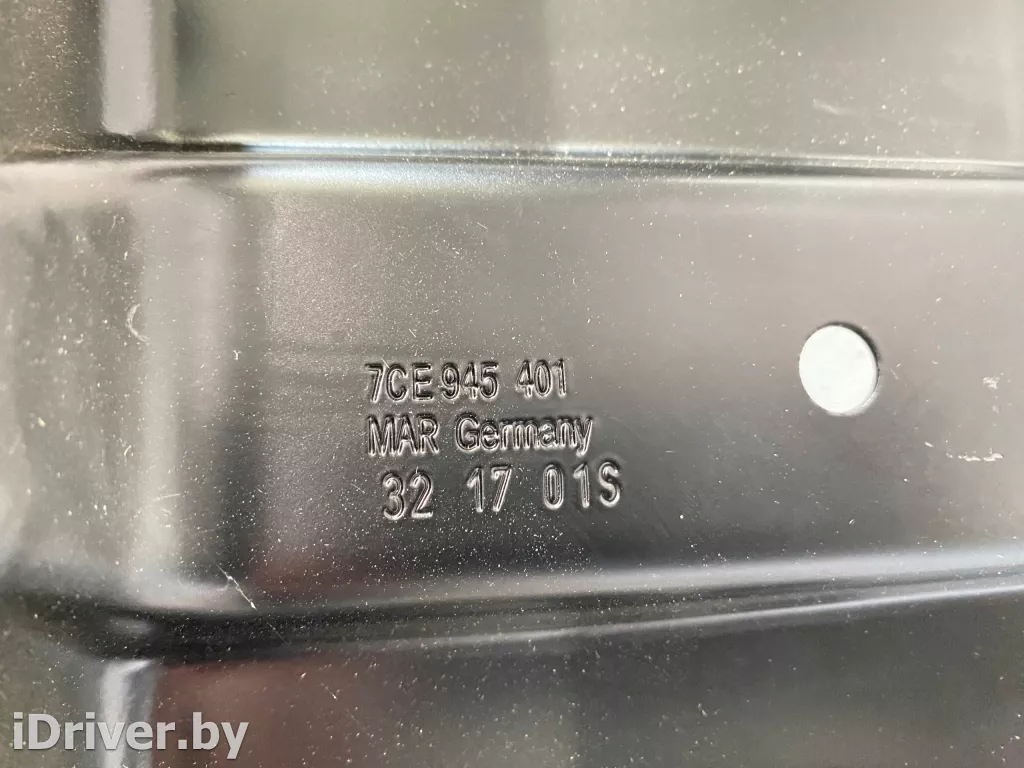 7CE 945 401
MAR Germany
32 17 01S
iDriver.by